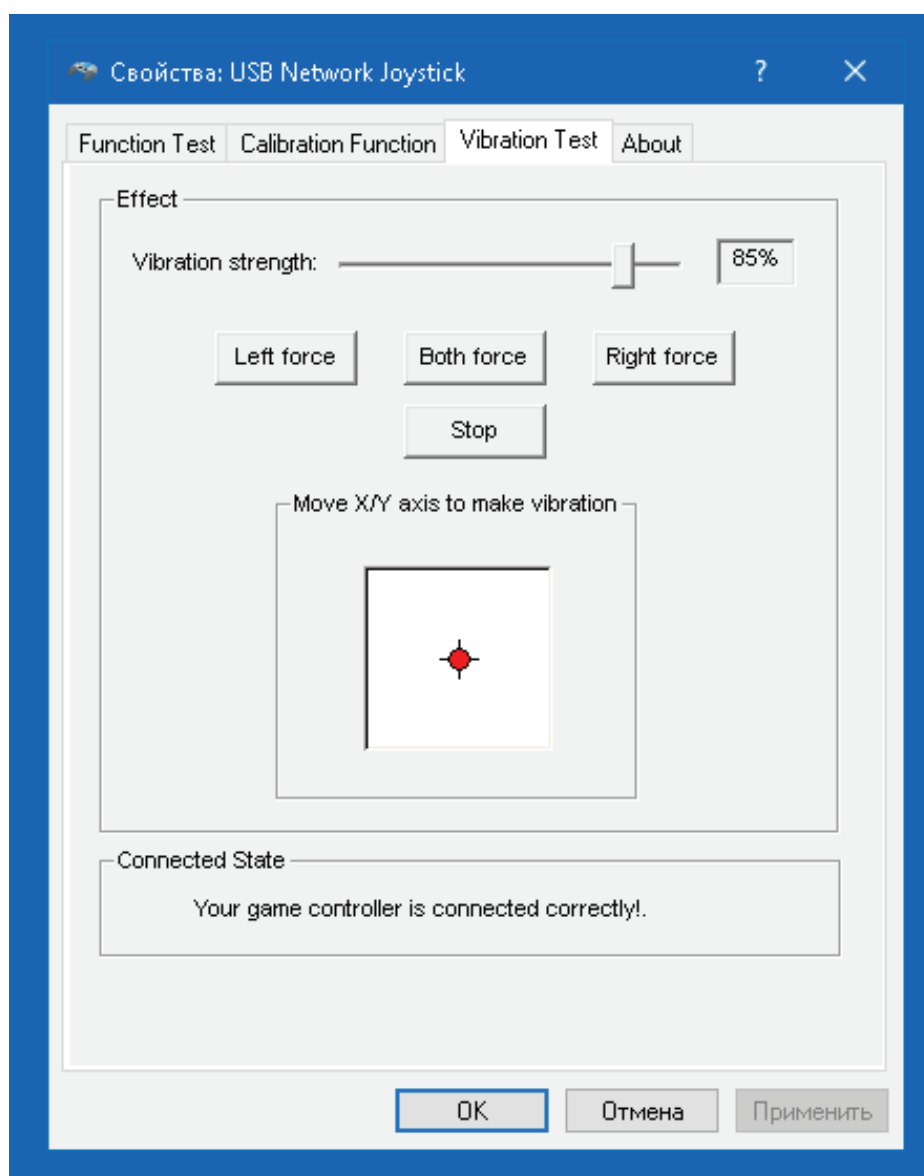 Свойства: USB Network Joystick ? ×
Function Test Calibration Function Vibration Test About
Effect
Vibration strength: 85%
Left force Both force Right force
Stop
Move X/Y axis to make vibration
Connected State
Your game controller is connected correctly!.
OK Отмена Применить